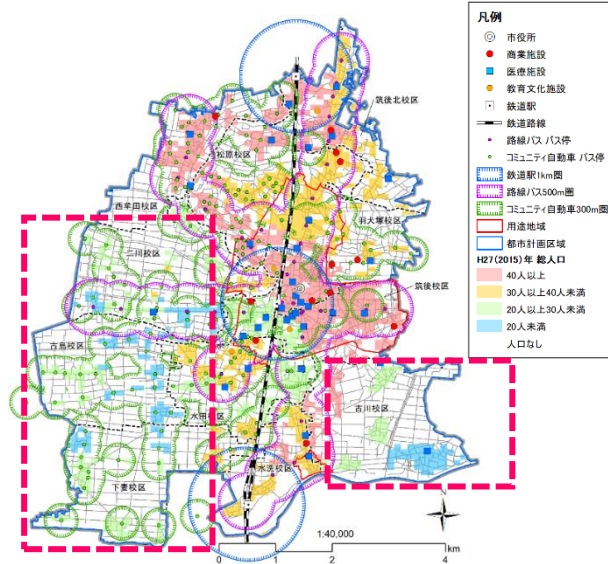 凡例
市役所
商業施設
医療施設
教育文化施設
鉄道駅
鉄道路線
路線バス バス停
コミュニティ自動車 バス停
鉄道駅1km圏
路線バス500m圏
コミュニティ自動車300m圏
用途地域
都市計画区域
H27(2015)年 総人口
40人以上
30人以上40人未満
20人以上30人未満
20人未満
人口なし
筑後北校区
松原校区
西牟田校区
羽犬塚校区
二川校区
筑後校区
古島校区
水田校区
古川校区
下妻校区
水洗校区
N
1:40,000
0 0.5 1 2 3 4
km